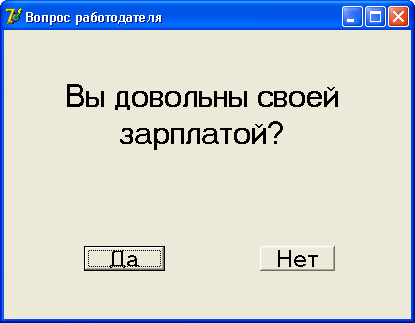 Вопрос работодателя
Вы довольны своей
зарплатой?
Да
Нет